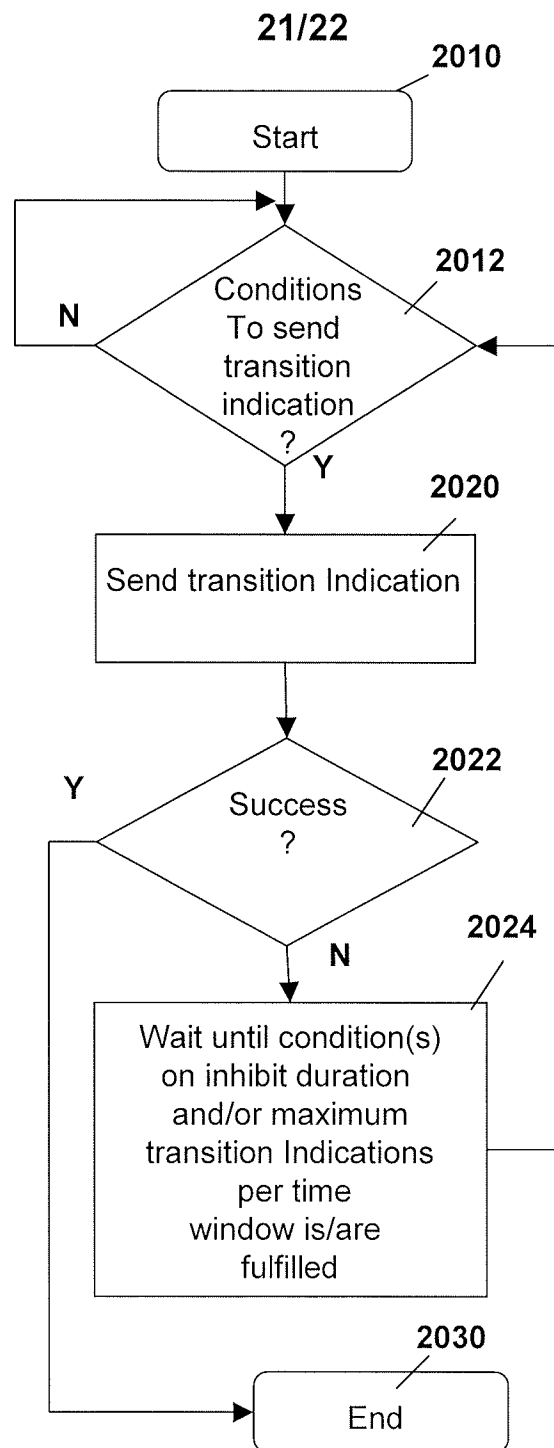 21/22
2010
Start
2012
Conditions
To send
transition
indication
?
N
Y
2020
Send transition Indication
2022
Y
Success
?
N
2024
Wait until condition(s)
on inhibit duration
and/or maximum
transition Indications
per time
window is/are
fulfilled
2030
End